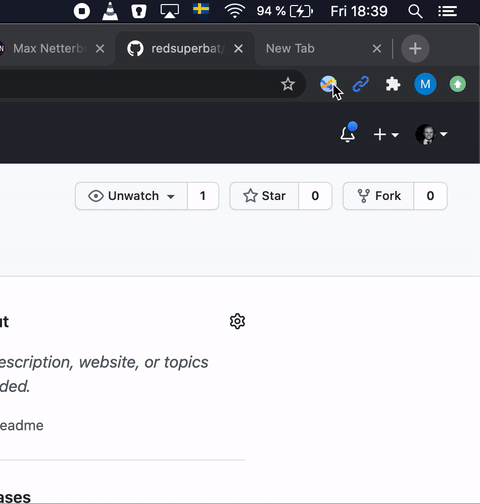 94 % Fri 18:39
Max Netterb redsuperbat/ New Tab
M
Unwatch 1 Star 0 Fork 0
ut
escription, website, or topics
ded.
eadme
ases